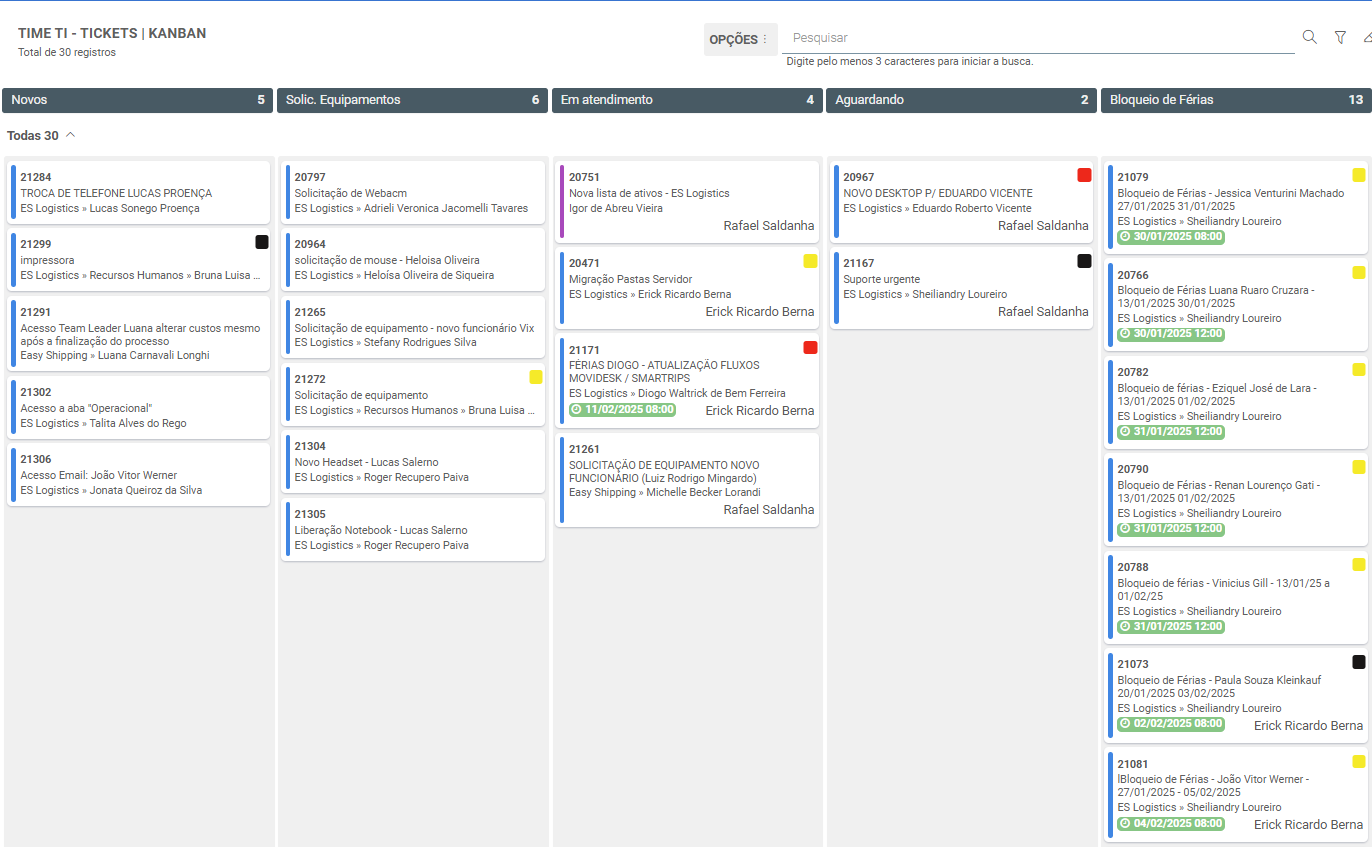 TIME TI - TICKETS | KANBAN
Total de 30 registros
OPÇÕES
Pesquisar
Digite pelo menos 3 caracteres para iniciar a busca.
Novos 5
Solic. Equipamentos 6
Em atendimento 4
Aguardando 2
Bloqueio de Férias 13
Todas 30
21284
TROCA DE TELEFONE LUCAS PROENÇA
ES Logistics » Lucas Sonego Proença
21299
impressora
ES Logistics » Recursos Humanos » Bruna Luisa ...
21291
Acesso Team Leader Luana alterar custos mesmo
após a finalização do processo
Easy Shipping » Luana Carnavali Longhi
21302
Acesso a aba "Operacional"
ES Logistics » Talita Alves do Rego
21306
Acesso Email: João Vitor Werner
ES Logistics » Jonata Queiroz da Silva
20797
Solicitação de Webacm
ES Logistics » Adrieli Veronica Jacomelli Tavares
20964
solicitação de mouse - Heloisa Oliveira
ES Logistics » Heloísa Oliveira de Siqueira
21265
Solicitação de equipamento - novo funcionário Vix
ES Logistics » Stefany Rodrigues Silva
21272
Solicitação de equipamento
ES Logistics » Recursos Humanos » Bruna Luisa ...
21304
Novo Headset - Lucas Salerno
ES Logistics » Roger Recupero Paiva
21305
Liberação Notebook - Lucas Salerno
ES Logistics » Roger Recupero Paiva
20751
Nova lista de ativos - ES Logistics
Igor de Abreu Vieira
Rafael Saldanha
20471
Migração Pastas Servidor
ES Logistics » Erick Ricardo Berna
Erick Ricardo Berna
21171
FÉRIAS DIOGO - ATUALIZAÇÃO FLUXOS
MOVIDESK / SMARTRIPS
ES Logistics » Diogo Waltrick de Bem Ferreira
11/02/2025 08:00 Erick Ricardo Berna
21261
SOLICITAÇÃO DE EQUIPAMENTO NOVO
FUNCIONÁRIO (Luiz Rodrigo Mingardo)
Easy Shipping » Michelle Becker Lorandi
Rafael Saldanha
20967
NOVO DESKTOP P/ EDUARDO VICENTE
ES Logistics » Eduardo Roberto Vicente
Rafael Saldanha
21167
Suporte urgente
ES Logistics » Sheiliandry Loureiro
Rafael Saldanha
21079
Bloqueio de Férias - Jessica Venturini Machado
27/01/2025 31/01/2025
ES Logistics » Sheiliandry Loureiro
30/01/2025 08:00
20766
Bloqueio de Férias Luana Ruaro Cruzara -
13/01/2025 30/01/2025
ES Logistics » Sheiliandry Loureiro
30/01/2025 12:00
20782
Bloqueio de férias - Eziquel José de Lara -
13/01/2025 01/02/2025
ES Logistics » Sheiliandry Loureiro
31/01/2025 12:00
20790
Bloqueio de Férias - Renan Lourenço Gati -
13/01/2025 01/02/2025
ES Logistics » Sheiliandry Loureiro
31/01/2025 12:00
20788
Bloqueio de férias - Vinicius Gill - 13/01/25 a
01/02/25
ES Logistics » Sheiliandry Loureiro
31/01/2025 12:00
21073
Bloqueio de Férias - Paula Souza Kleinkauf
20/01/2025 03/02/2025
ES Logistics » Sheiliandry Loureiro
02/02/2025 08:00 Erick Ricardo Berna
21081
lBloqueio de Férias - João Vitor Werner -
27/01/2025 - 05/02/2025
ES Logistics » Sheiliandry Loureiro
04/02/2025 08:00 Erick Ricardo Berna